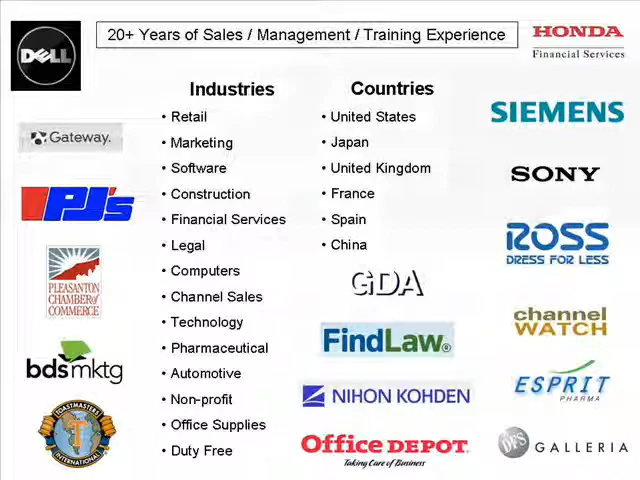 20+ Years of Sales / Management / Training Experience
DELL
HONDA
Financial Services
Industries
• Retail
• Marketing
• Software
• Construction
• Financial Services
• Legal
• Computers
• Channel Sales
• Technology
• Pharmaceutical
• Automotive
• Non-profit
• Office Supplies
• Duty Free
Countries
• United States
• Japan
• United Kingdom
• France
• Spain
• China
Gateway.
PJ's
PLEASANTON
CHAMBER of
COMMERCE
bdsmktg
TOASTMASTERS
INTERNATIONAL
GDA
FindLaw®
NIHON KOHDEN
Office DEPOT
Taking Care of Business
SIEMENS
SONY
ROSS
DRESS FOR LESS
channel
WATCH
ESPRIT
PHARMA
DFS GALLERIA